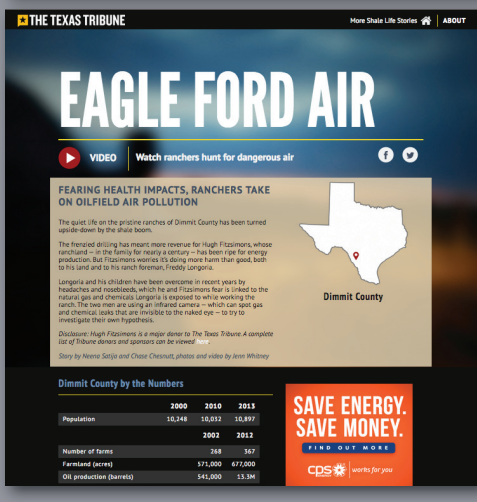 THE TEXAS TRIBUNE
More Shale Life Stories
ABOUT
EAGLE FORD AIR
VIDEO
Watch ranchers hunt for dangerous air
FEARING HEALTH IMPACTS, RANCHERS TAKE
ON OILFIELD AIR POLLUTION
The quiet life on the pristine ranches of Dimmit County has been turned
upside-down by the shale boom.
The frenzied drilling has meant more revenue for Hugh Fitzsimons, whose
ranchland — in the family for nearly a century — has been ripe for energy
production. But Fitzsimons worries it's doing more harm than good, both
to his land and to his ranch foreman, Freddy Longoria.
Longoria and his children have been overcome in recent years by
headaches and nosebleeds, which he and Fitzsimons fear is linked to the
natural gas and chemicals Longoria is exposed to while working the
ranch. The two men are using an infrared camera — which can spot gas
and chemical leaks that are invisible to the naked eye — to try to
investigate their own hypothesis.
Disclosure: Hugh Fitzsimons is a major donor to The Texas Tribune. A complete
list of Tribune donors and sponsors can be viewed here.
Story by Neena Satija and Chase Chesnutt, photos and video by Jenn Whitney
Dimmit County
Dimmit County by the Numbers
2000 2010 2013
Population 10,248 10,032 10,897
2002 2012
Number of farms 268 367
Farmland (acres) 571,000 677,000
Oil production (barrels) 541,000 13.3M
SAVE ENERGY.
SAVE MONEY.
FIND OUT MORE
cps
works for you